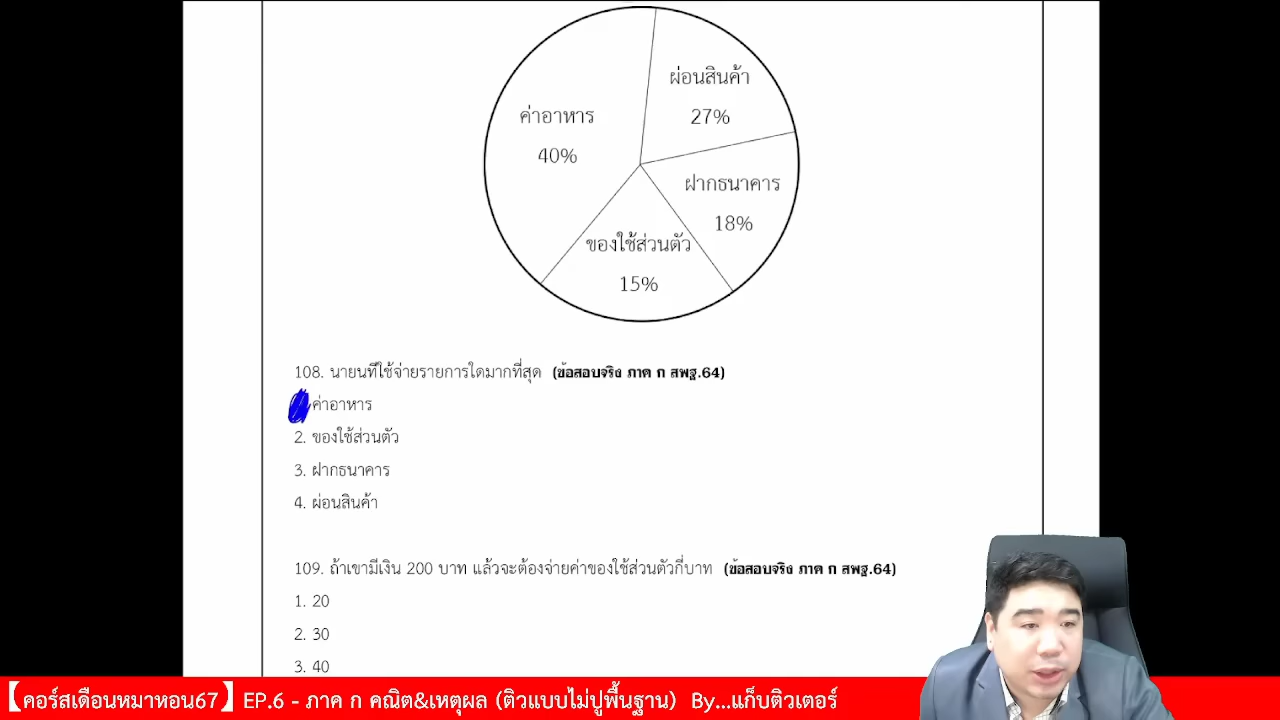 ค่าอาหาร
40%
ผ่อนสินค้า
27%
ฝากธนาคาร
18%
ของใช้ส่วนตัว
15%
108. นายนทีใช้จ่ายรายการใดมากที่สุด (ข้อสอบจริง ภาค ก สพฐ.64)
ค่าอาหาร
2. ของใช้ส่วนตัว
3. ฝากธนาคาร
4. ผ่อนสินค้า
109. ถ้าเขามีเงิน 200 บาท แล้วจะต้องจ่ายค่าของใช้ส่วนตัวกี่บาท (ข้อสอบจริง ภาค ก สพฐ.64)
1. 20
2. 30
3. 40
【คอร์สเดือนหมาหอน67】 EP.6 - ภาค ก คณิต&เหตุผล (ติวแบบไม่ปูพื้นฐาน) By...แก็บติวเตอร์